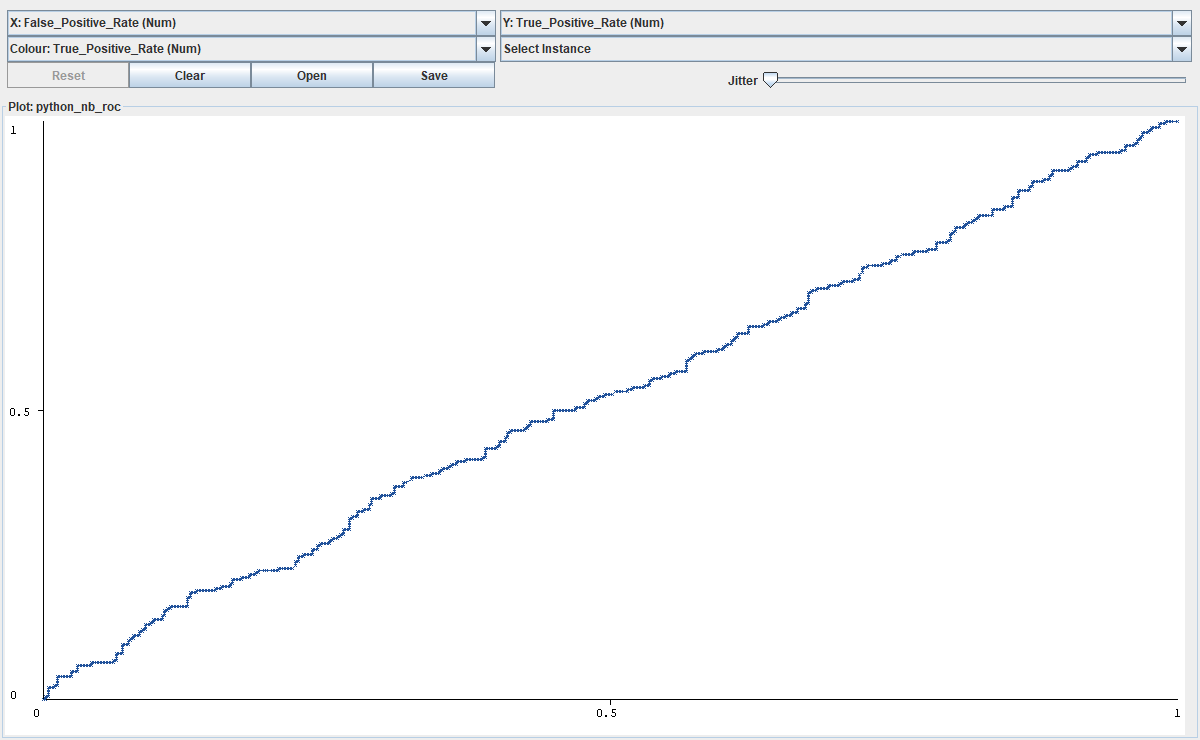 X: False_Positive_Rate (Num)
Y: True_Positive_Rate (Num)
Colour: True_Positive_Rate (Num)
Select Instance
Reset
Clear
Open
Save
Jitter
Plot: python_nb_roc
1
0.5
0
0
0.5
1